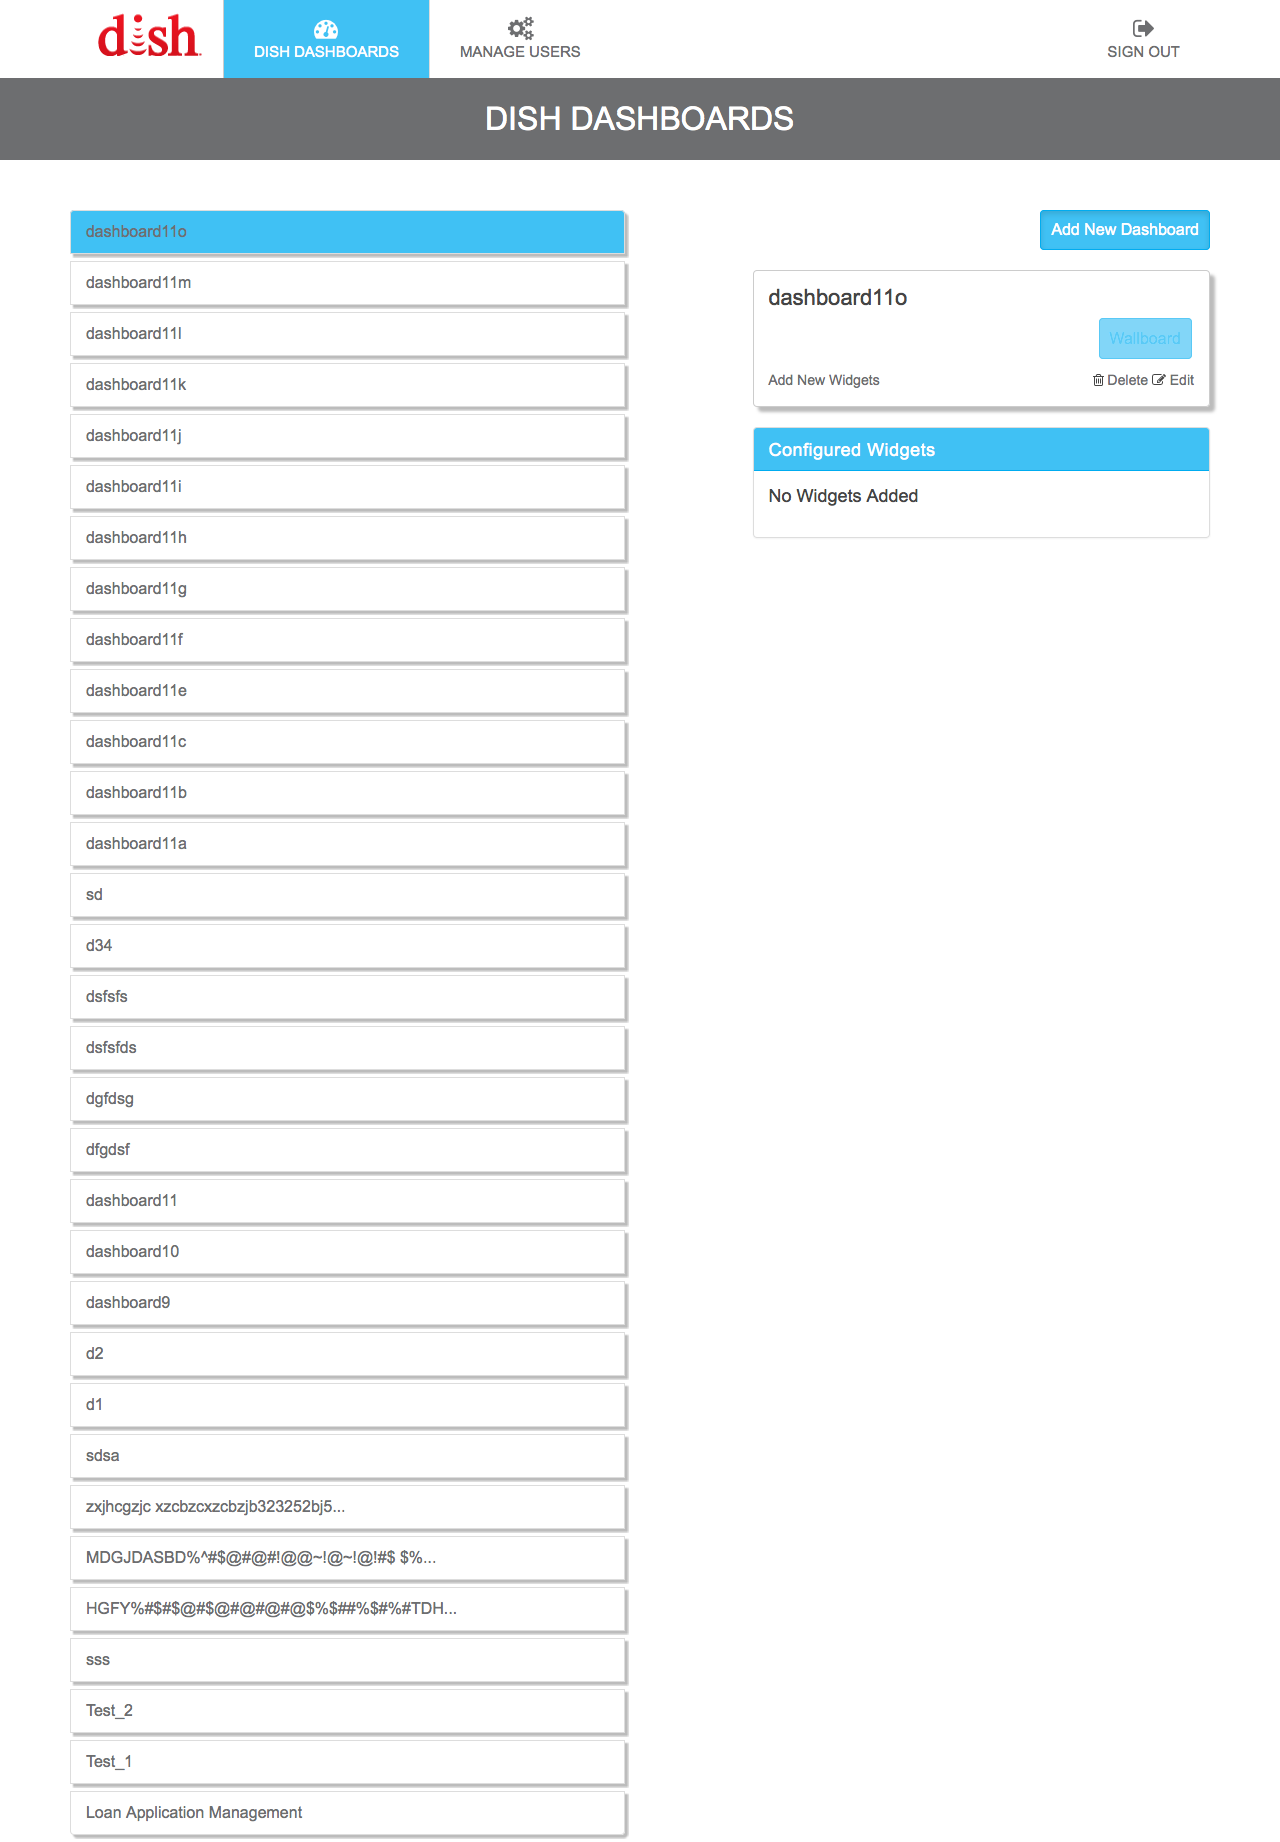 dish
DISH DASHBOARDS
MANAGE USERS
SIGN OUT
DISH DASHBOARDS
dashboard11o
dashboard11m
dashboard11l
dashboard11k
dashboard11j
dashboard11i
dashboard11h
dashboard11g
dashboard11f
dashboard11e
dashboard11c
dashboard11b
dashboard11a
sd
d34
dsfsfs
dsfsfds
dgfdsg
dfgdsf
dashboard11
dashboard10
dashboard9
d2
d1
sdsa
zxjhcgzjc xzcbzcxzcbzjb323252bj5...
MDGJDASBD%^#$@#@#!@@~!@~!@!#$ $%...
HGFY%#$#$@#$@#@#@#@$%$##%$#%#TDH...
sss
Test_2
Test_1
Loan Application Management
Add New Dashboard
dashboard11o
Wallboard
Add New Widgets
Delete Edit
Configured Widgets
No Widgets Added